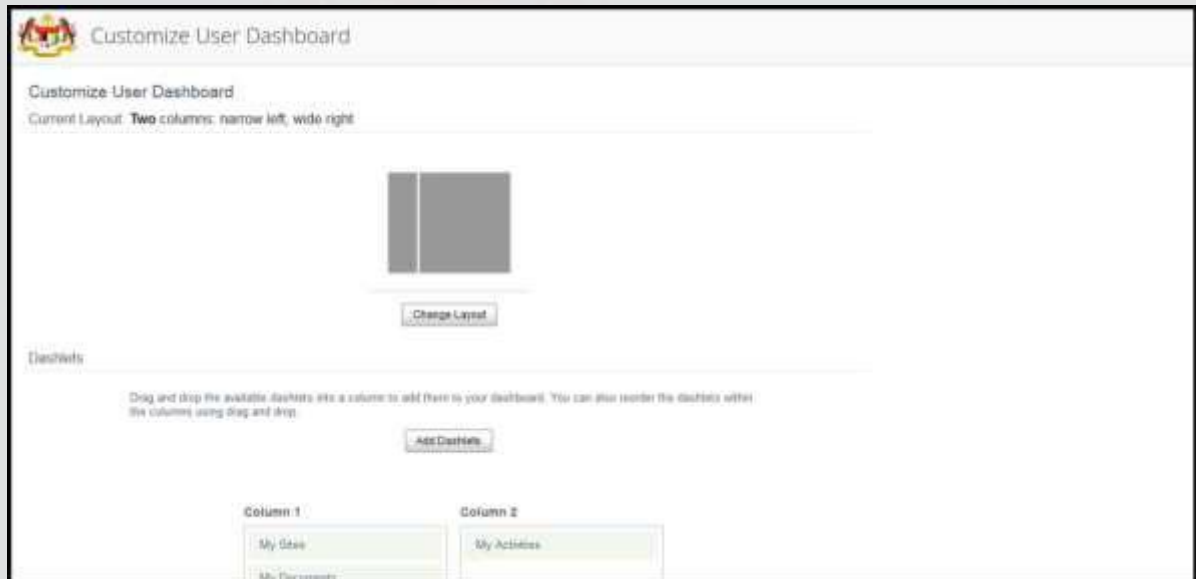 Customize User Dashboard
Customize User Dashboard
Current Layout: Two columns: narrow left, wide right
Change Layout
Dashlets
Drag and drop the available dashlets into a column to add them to your dashboard. You can also reorder the dashlets within
the columns using drag and drop.
Add Dashlets
Column 1 Column 2
My Sites My Activities
My Documents